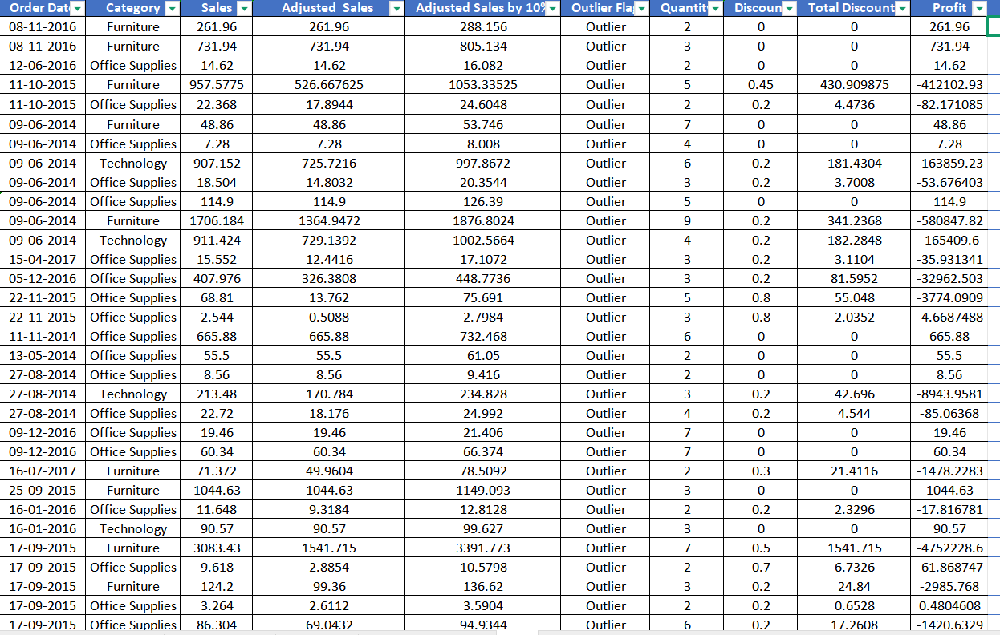 Order Dat Category Sales Adjusted Sales Adjusted Sales by 10% Outlier Fla Quantit Discoun Total Discount Profit
08-11-2016 Furniture 261.96 261.96 288.156 Outlier 2 0 0 261.96
08-11-2016 Furniture 731.94 731.94 805.134 Outlier 3 0 0 731.94
12-06-2016 Office Supplies 14.62 14.62 16.082 Outlier 2 0 0 14.62
11-10-2015 Furniture 957.5775 526.667625 1053.33525 Outlier 5 0.45 430.909875 -412102.93
11-10-2015 Office Supplies 22.368 17.8944 24.6048 Outlier 2 0.2 4.4736 -82.171085
09-06-2014 Furniture 48.86 48.86 53.746 Outlier 7 0 0 48.86
09-06-2014 Office Supplies 7.28 7.28 8.008 Outlier 4 0 0 7.28
09-06-2014 Technology 907.152 725.7216 997.8672 Outlier 6 0.2 181.4304 -163859.23
09-06-2014 Office Supplies 18.504 14.8032 20.3544 Outlier 3 0.2 3.7008 -53.676403
09-06-2014 Office Supplies 114.9 114.9 126.39 Outlier 5 0 0 114.9
09-06-2014 Furniture 1706.184 1364.9472 1876.8024 Outlier 9 0.2 341.2368 -580847.82
09-06-2014 Technology 911.424 729.1392 1002.5664 Outlier 4 0.2 182.2848 -165409.6
15-04-2017 Office Supplies 15.552 12.4416 17.1072 Outlier 3 0.2 3.1104 -35.931341
05-12-2016 Office Supplies 407.976 326.3808 448.7736 Outlier 3 0.2 81.5952 -32962.503
22-11-2015 Office Supplies 68.81 13.762 75.691 Outlier 5 0.8 55.048 -3774.0909
22-11-2015 Office Supplies 2.544 0.5088 2.7984 Outlier 3 0.8 2.0352 -4.6687488
11-11-2014 Office Supplies 665.88 665.88 732.468 Outlier 6 0 0 665.88
13-05-2014 Office Supplies 55.5 55.5 61.05 Outlier 2 0 0 55.5
27-08-2014 Office Supplies 8.56 8.56 9.416 Outlier 2 0 0 8.56
27-08-2014 Technology 213.48 170.784 234.828 Outlier 3 0.2 42.696 -8943.9581
27-08-2014 Office Supplies 22.72 18.176 24.992 Outlier 4 0.2 4.544 -85.06368
09-12-2016 Office Supplies 19.46 19.46 21.406 Outlier 7 0 0 19.46
09-12-2016 Office Supplies 60.34 60.34 66.374 Outlier 7 0 0 60.34
16-07-2017 Furniture 71.372 49.9604 78.5092 Outlier 2 0.3 21.4116 -1478.2283
25-09-2015 Furniture 1044.63 1044.63 1149.093 Outlier 3 0 0 1044.63
16-01-2016 Office Supplies 11.648 9.3184 12.8128 Outlier 2 0.2 2.3296 -17.816781
16-01-2016 Technology 90.57 90.57 99.627 Outlier 3 0 0 90.57
17-09-2015 Furniture 3083.43 1541.715 3391.773 Outlier 7 0.5 1541.715 -4752228.6
17-09-2015 Office Supplies 9.618 2.8854 10.5798 Outlier 2 0.7 6.7326 -61.868747
17-09-2015 Furniture 124.2 99.36 136.62 Outlier 3 0.2 24.84 -2985.768
17-09-2015 Office Supplies 3.264 2.6112 3.5904 Outlier 2 0.2 0.6528 0.4804608
17-09-2015 Office Supplies 86.304 69.0432 94.9344 Outlier 6 0.2 17.2608 -1420.6329